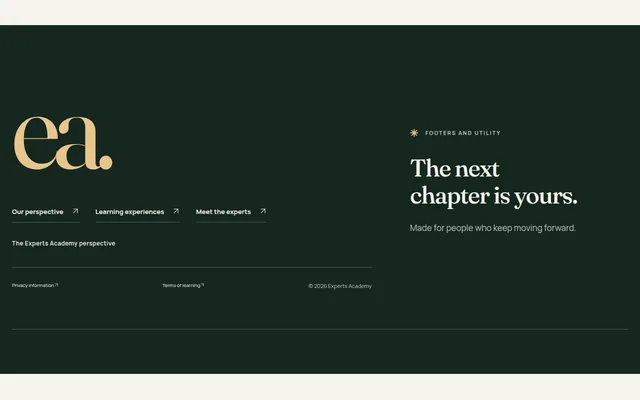 ea.
Our perspective ↗
Learning experiences ↗
Meet the experts ↗
The Experts Academy perspective
Privacy information ↗
Terms of learning ↗
© 2026 Experts Academy
FOOTERS AND UTILITY
The next
chapter is yours.
Made for people who keep moving forward.